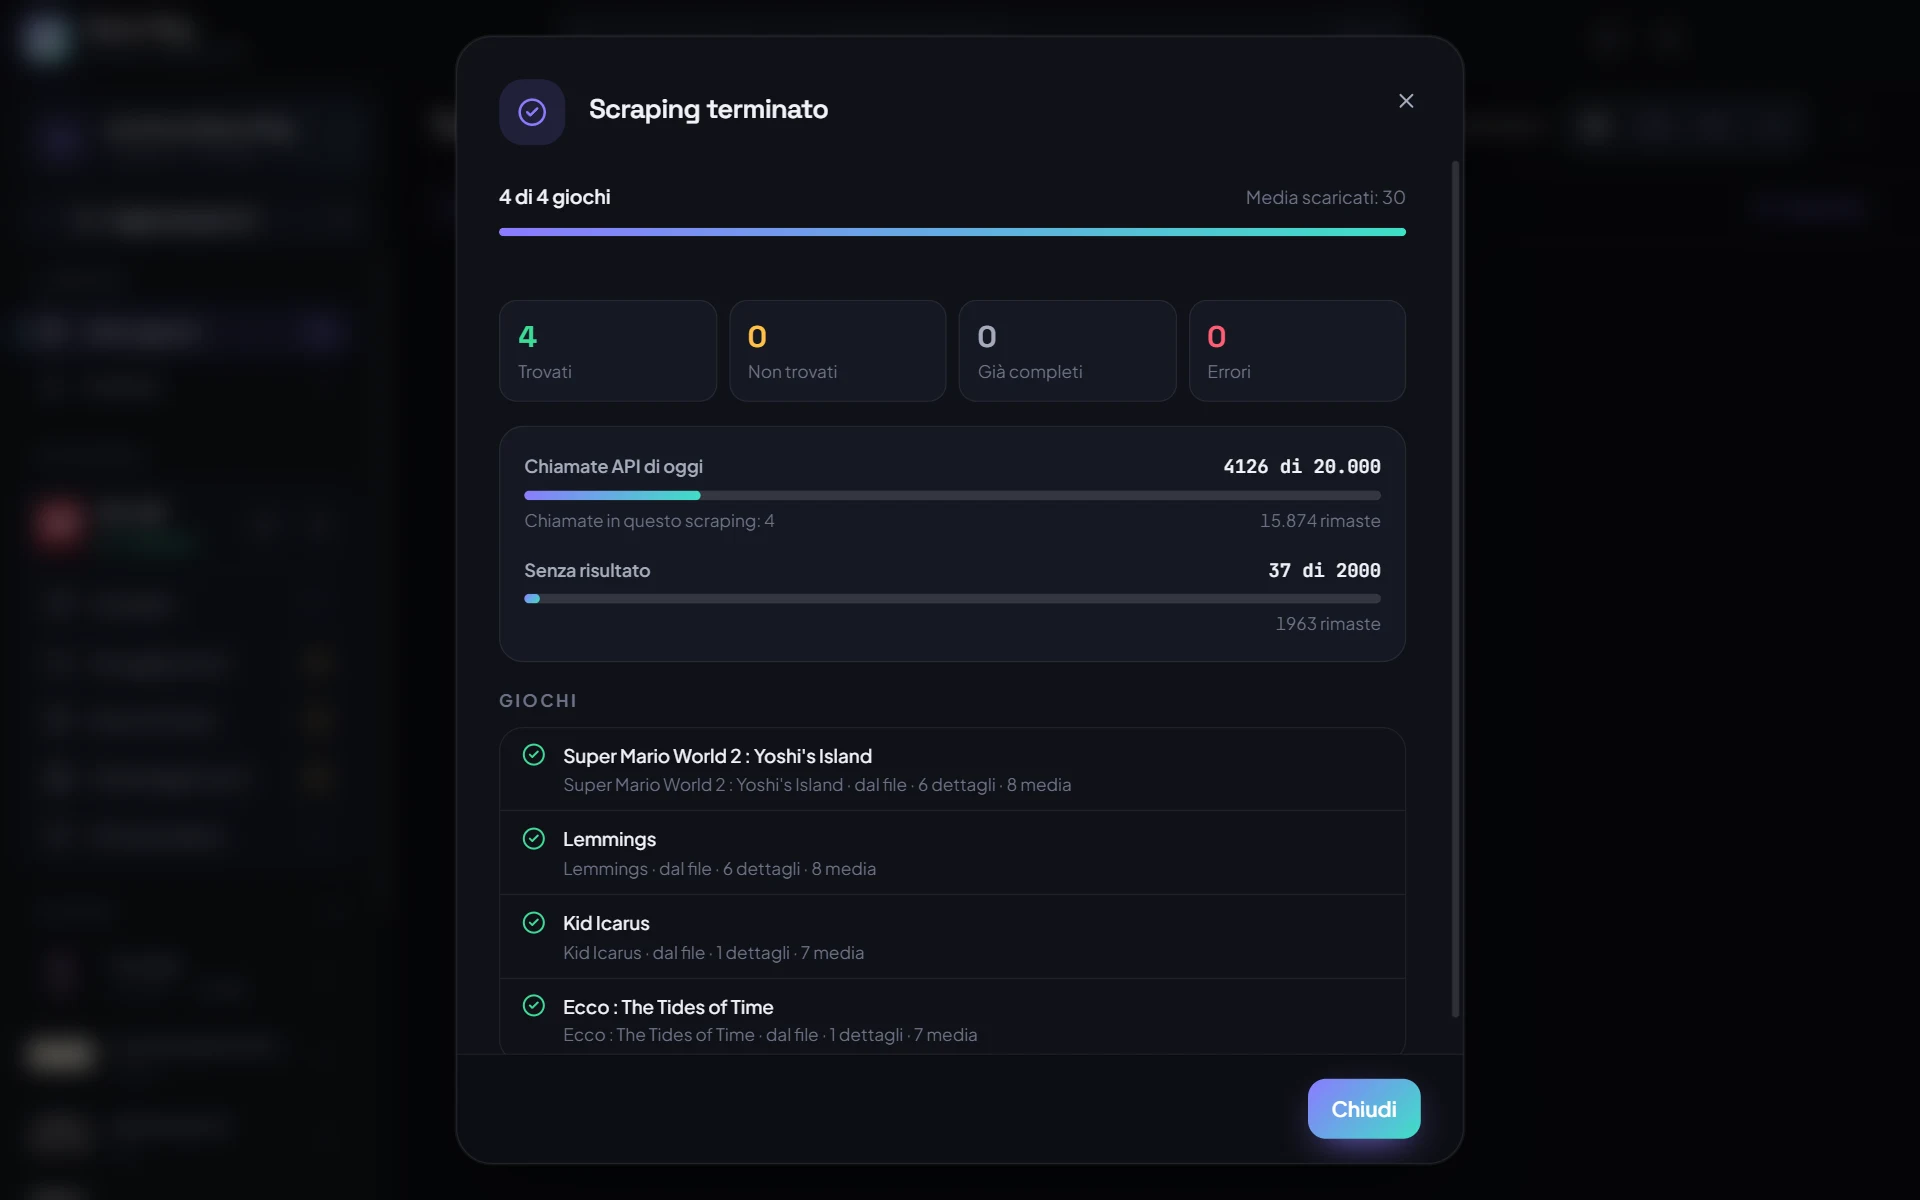 Scraping terminato
4 di 4 giochi
Media scaricati: 30
4
Trovati
0
Non trovati
0
Già completi
0
Errori
Chiamate API di oggi
4126 di 20.000
Chiamate in questo scraping: 4
15.874 rimaste
Senza risultato
37 di 2000
1963 rimaste
GIOCHI
Super Mario World 2 : Yoshi's Island
Super Mario World 2 : Yoshi's Island · dal file · 6 dettagli · 8 media
Lemmings
Lemmings · dal file · 6 dettagli · 8 media
Kid Icarus
Kid Icarus · dal file · 1 dettagli · 7 media
Ecco : The Tides of Time
Ecco : The Tides of Time · dal file · 1 dettagli · 7 media
Chiudi